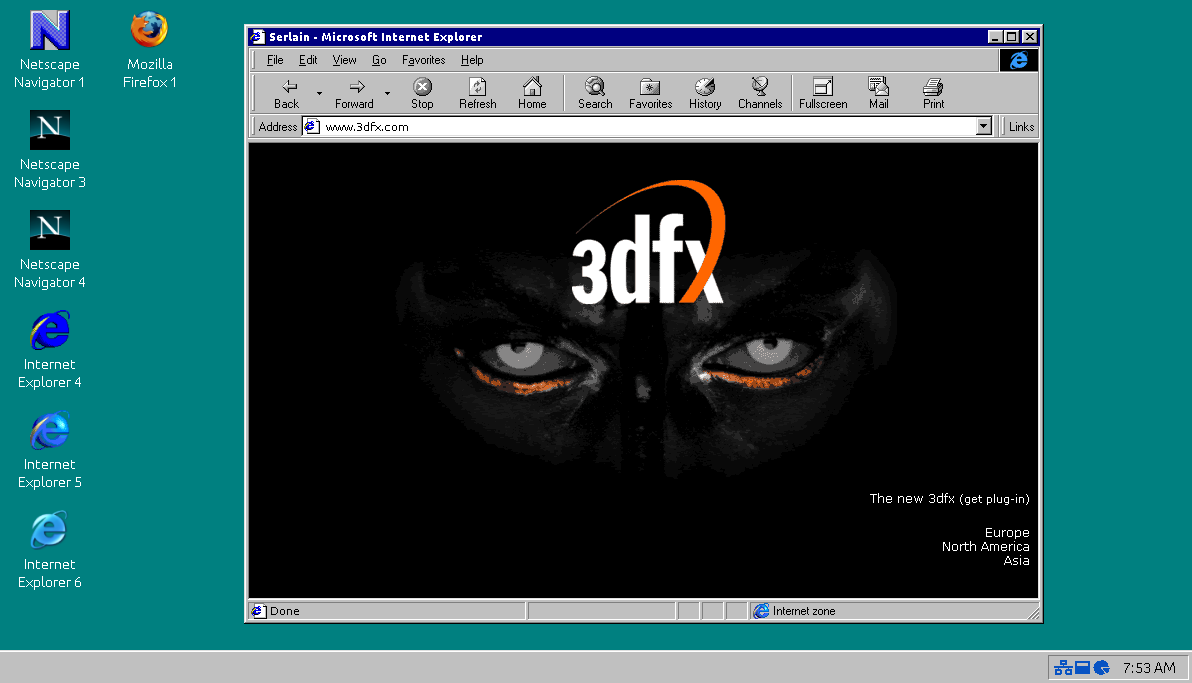 Netscape
Navigator 1
Mozilla
Firefox 1
Netscape
Navigator 3
Netscape
Navigator 4
Internet
Explorer 4
Internet
Explorer 5
Internet
Explorer 6
Serlain - Microsoft Internet Explorer
File Edit View Go Favorites Help
Back Forward Stop Refresh Home Search Favorites History Channels Fullscreen Mail Print
Address www.3dfx.com Links
3dfx
The new 3dfx (get plug-in)
Europe
North America
Asia
Done Internet zone
7:53 AM